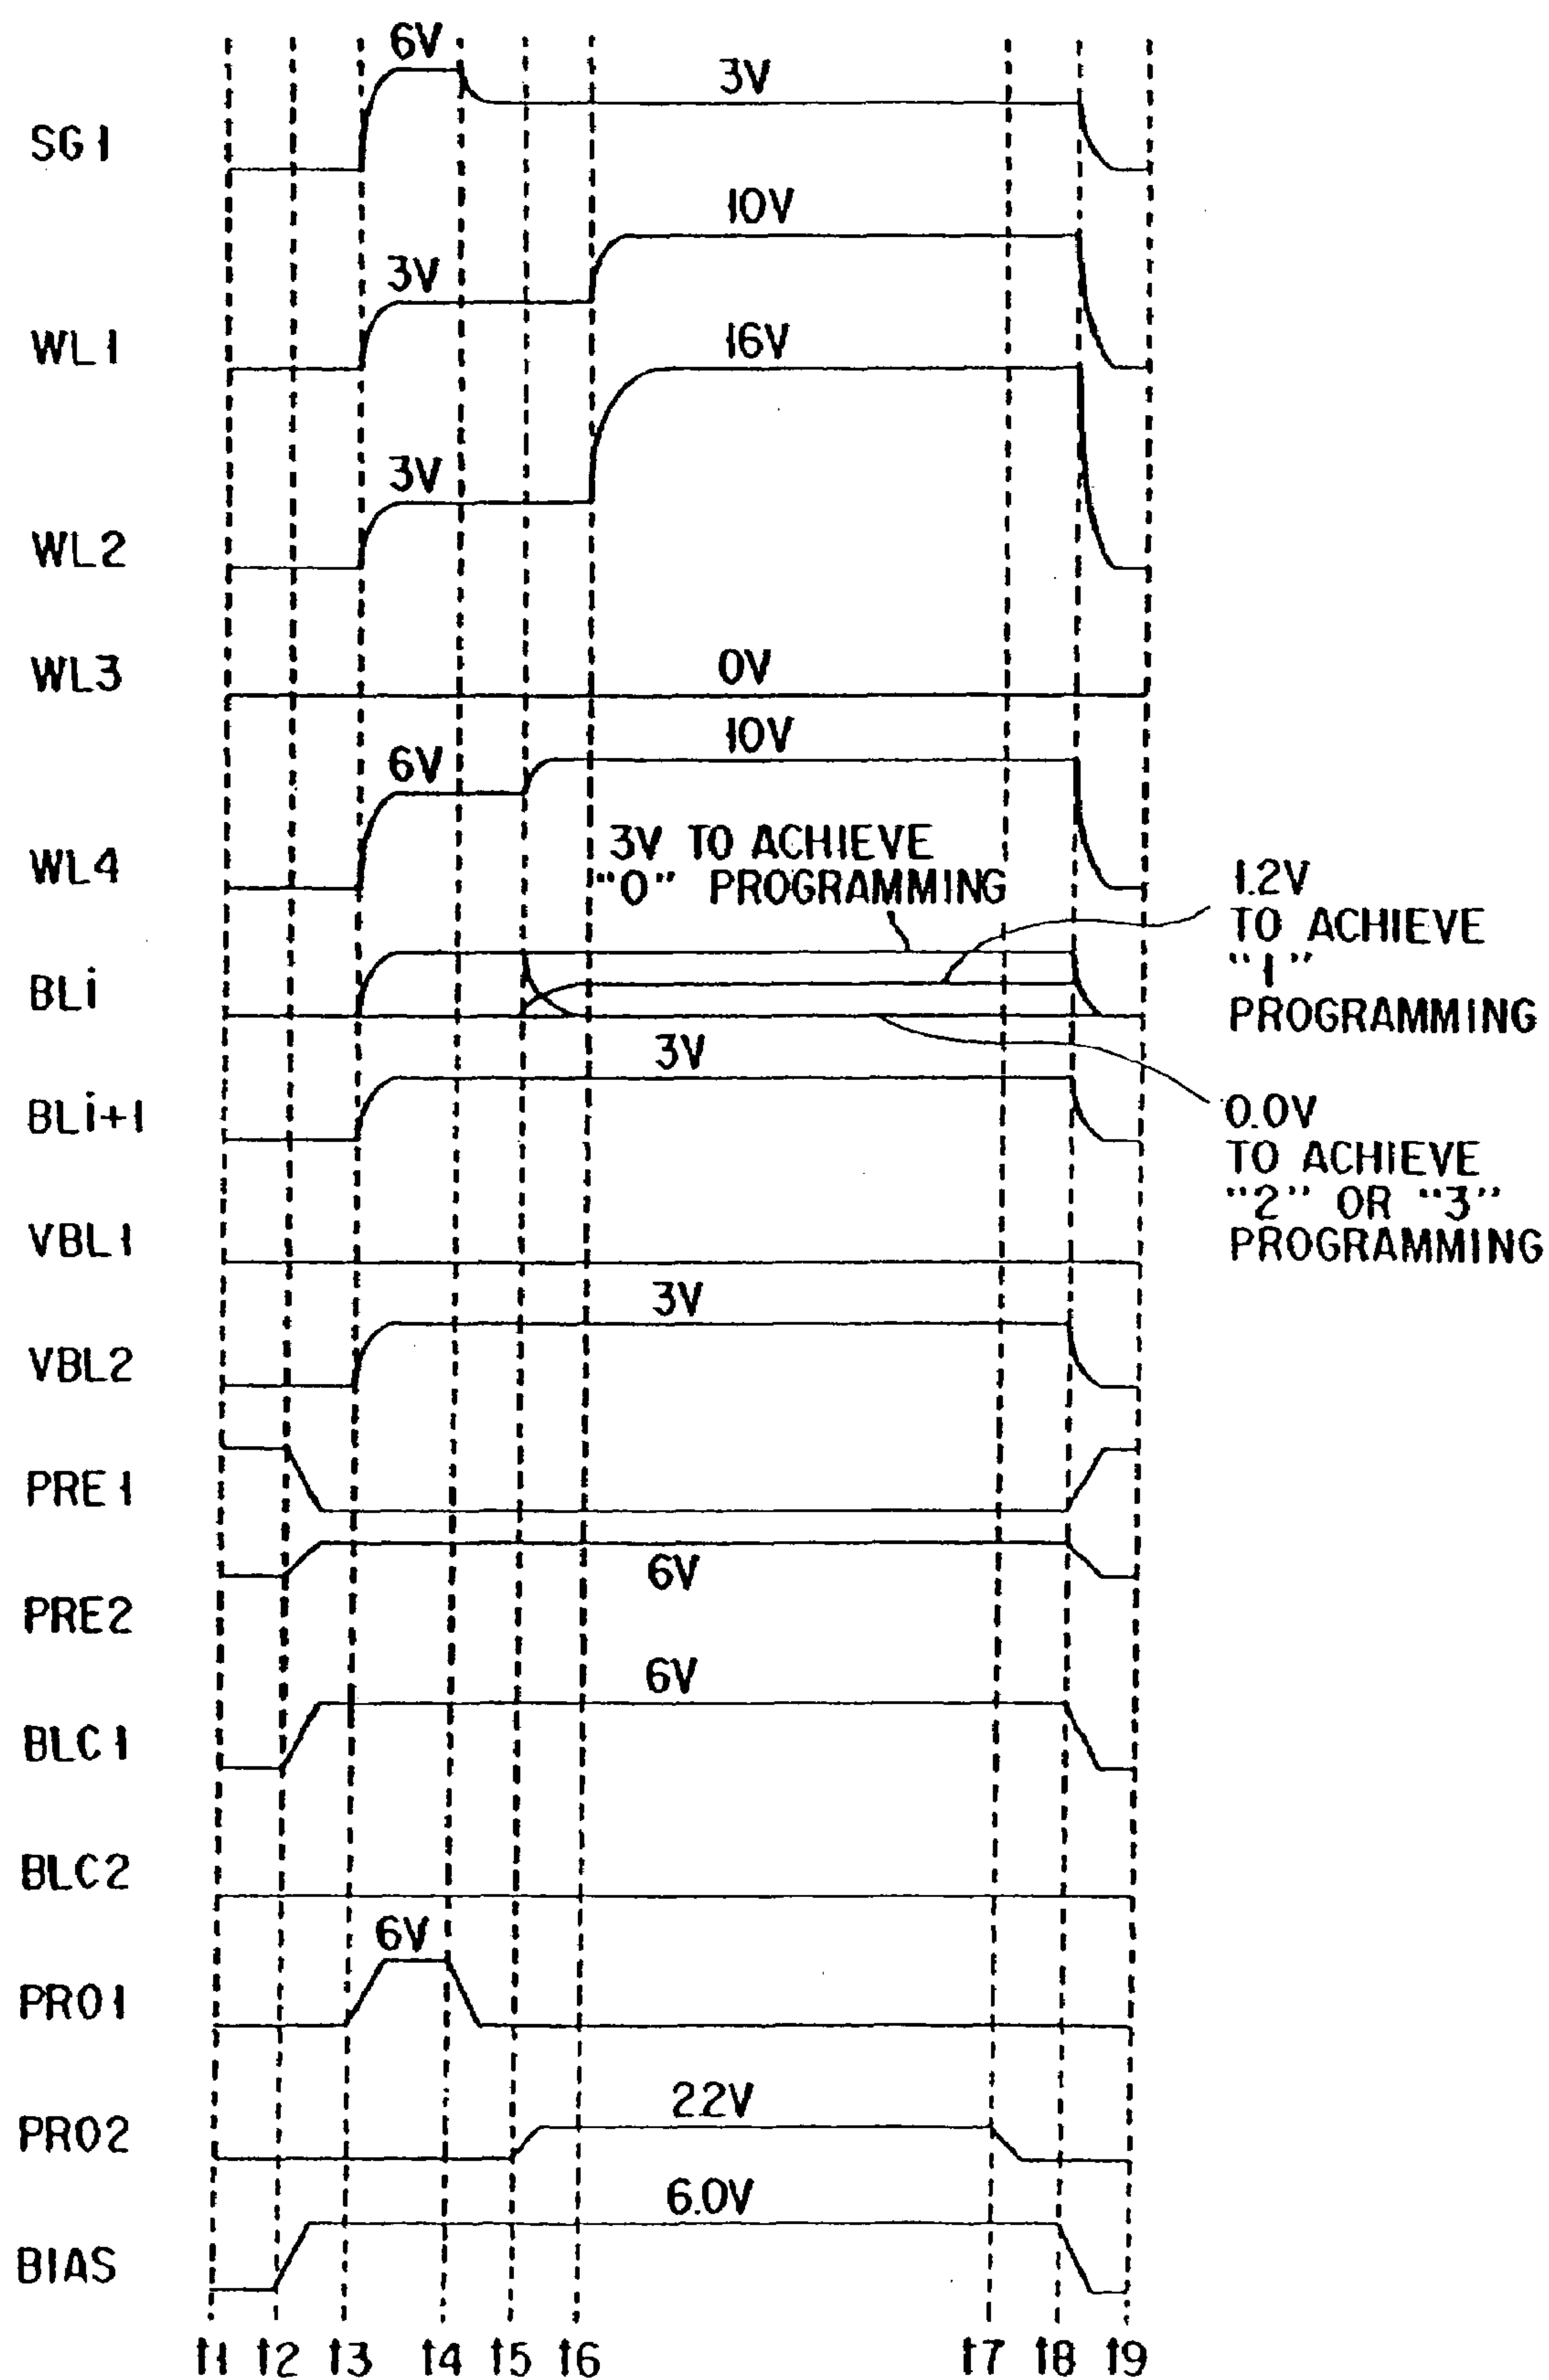 6V
3V
SG1
10V
3V
WL1
16V
3V
WL2
WL3
0V
10V
6V
WL4
3V TO ACHIEVE
"0" PROGRAMMING
1.2V
TO ACHIEVE
"1"
PROGRAMMING
BLi
3V
BLi+1
0.0V
TO ACHIEVE
"2" OR "3"
PROGRAMMING
VBL1
3V
VBL2
PRE1
6V
PRE2
6V
BLC1
BLC2
6V
PRO1
2.2V
PRO2
6.0V
BIAS
t1 t2 t3 t4 t5 t6 t7 t8 t9